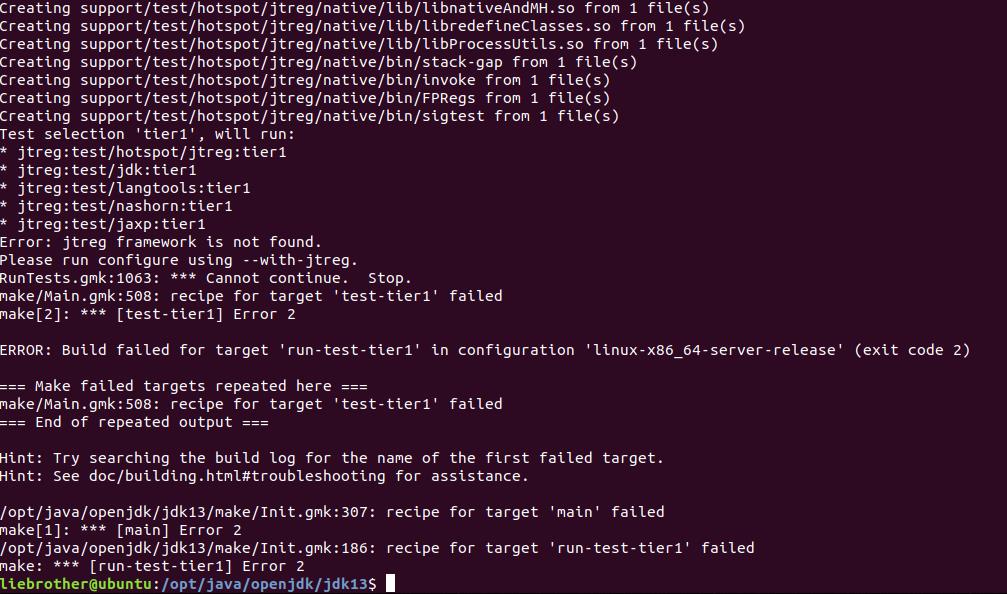 Creating support/test/hotspot/jtreg/native/lib/libnativeAndMH.so from 1 file(s)
Creating support/test/hotspot/jtreg/native/lib/libredefineClasses.so from 1 file(s)
Creating support/test/hotspot/jtreg/native/lib/libProcessUtils.so from 1 file(s)
Creating support/test/hotspot/jtreg/native/bin/stack-gap from 1 file(s)
Creating support/test/hotspot/jtreg/native/bin/invoke from 1 file(s)
Creating support/test/hotspot/jtreg/native/bin/FPRegs from 1 file(s)
Creating support/test/hotspot/jtreg/native/bin/sigtest from 1 file(s)
Test selection 'tier1', will run:
* jtreg:test/hotspot/jtreg:tier1
* jtreg:test/jdk:tier1
* jtreg:test/langtools:tier1
* jtreg:test/nashorn:tier1
* jtreg:test/jaxp:tier1
Error: jtreg framework is not found.
Please run configure using --with-jtreg.
RunTests.gmk:1063: *** Cannot continue.  Stop.
make/Main.gmk:508: recipe for target 'test-tier1' failed
make[2]: *** [test-tier1] Error 2
ERROR: Build failed for target 'run-test-tier1' in configuration 'linux-x86_64-server-release' (exit code 2)
=== Make failed targets repeated here ===
make/Main.gmk:508: recipe for target 'test-tier1' failed
=== End of repeated output ===
Hint: Try searching the build log for the name of the first failed target.
Hint: See doc/building.html#troubleshooting for assistance.
/opt/java/openjdk/jdk13/make/Init.gmk:307: recipe for target 'main' failed
make[1]: *** [main] Error 2
/opt/java/openjdk/jdk13/make/Init.gmk:186: recipe for target 'run-test-tier1' failed
make: *** [run-test-tier1] Error 2
liebrother@ubuntu:/opt/java/openjdk/jdk13$